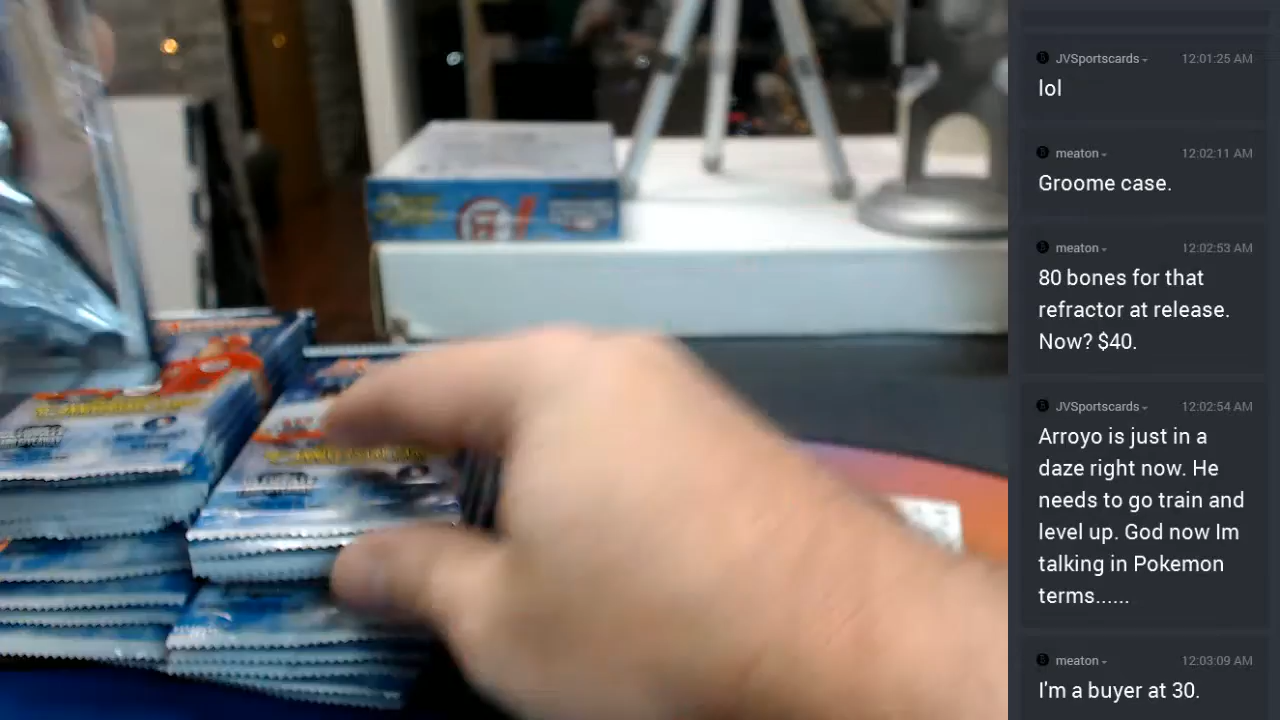 JVSportscards
12:01:25 AM
lol
meaton
12:02:11 AM
Groome case.
meaton
12:02:53 AM
80 bones for that
refractor at release.
Now? $40.
JVSportscards
12:02:54 AM
Arroyo is just in a
daze right now. He
needs to go train and
level up. God now Im
talking in Pokemon
terms......
meaton
12:03:09 AM
I'm a buyer at 30.